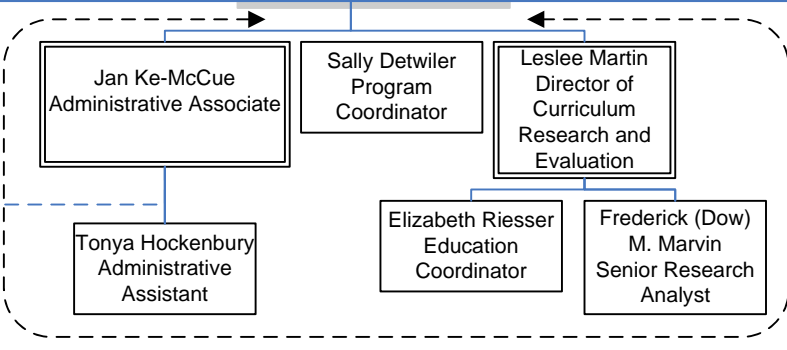 Jan Ke-McCue
Administrative Associate
Sally Detwiler
Program
Coordinator
Leslee Martin
Director of
Curriculum
Research and
Evaluation
Tonya Hockenbury
Administrative
Assistant
Elizabeth Riesser
Education
Coordinator
Frederick (Dow)
M. Marvin
Senior Research
Analyst